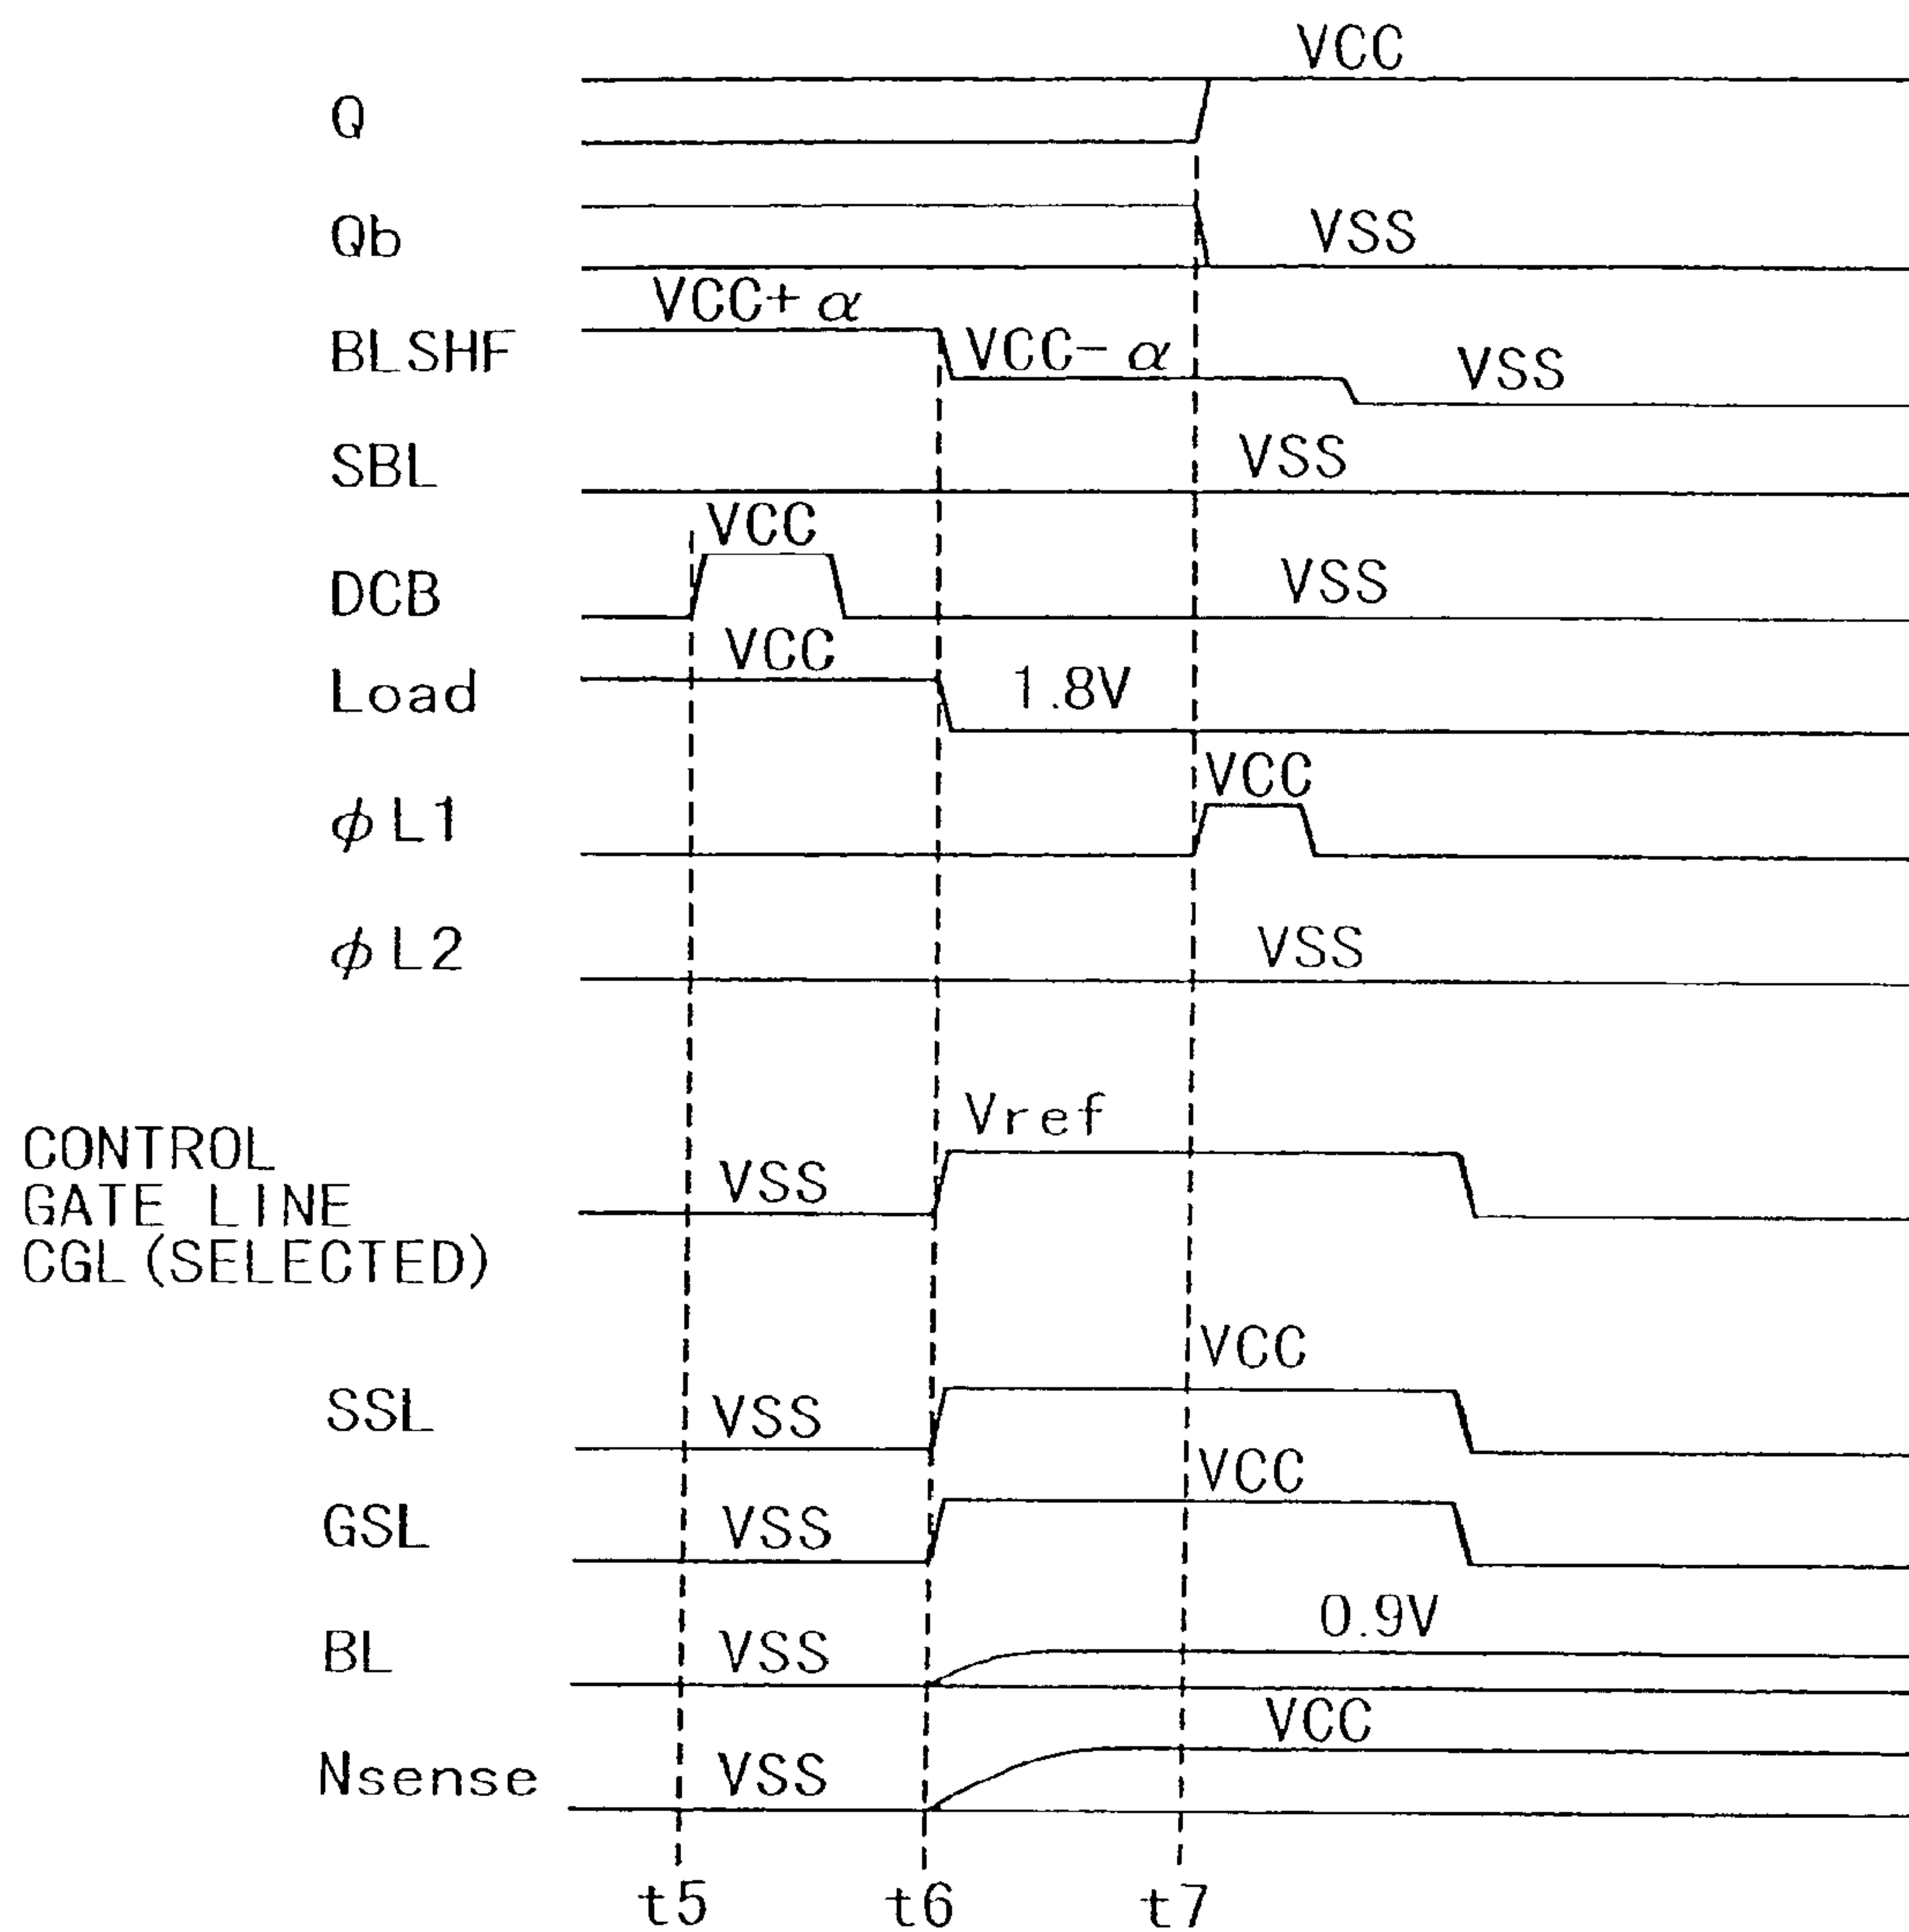 VCC
Q
Qb
VSS
VCC+α
BLSHF
VCC-α
VSS
SBL
VSS
VCC
DCB
VSS
VCC
Load
1.8V
VCC
φL1
φL2
VSS
Vref
CONTROL
GATE LINE
CGL(SELECTED)
VSS
VCC
SSL
VSS
VCC
GSL
VSS
0.9V
BL
VSS
VCC
Nsense
VSS
t5 t6 t7